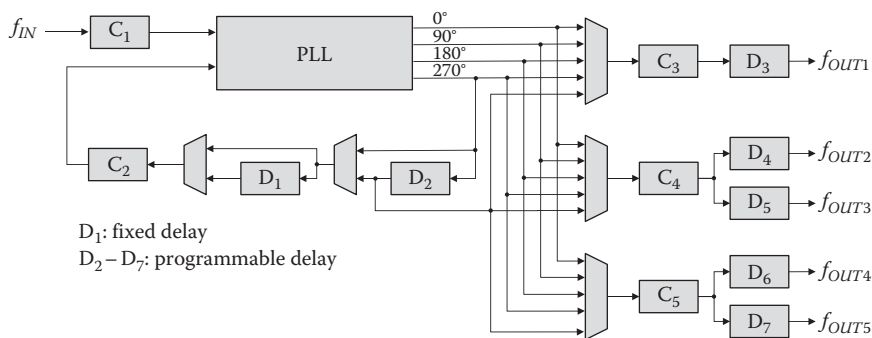 f_IN
C₁
PLL
0°
90°
180°
270°
C₃
D₃
f_OUT1
C₂
D₁
D₂
C₄
D₄
f_OUT2
D₅
f_OUT3
D₁: fixed delay
D₂–D₇: programmable delay
C₅
D₆
f_OUT4
D₇
f_OUT5